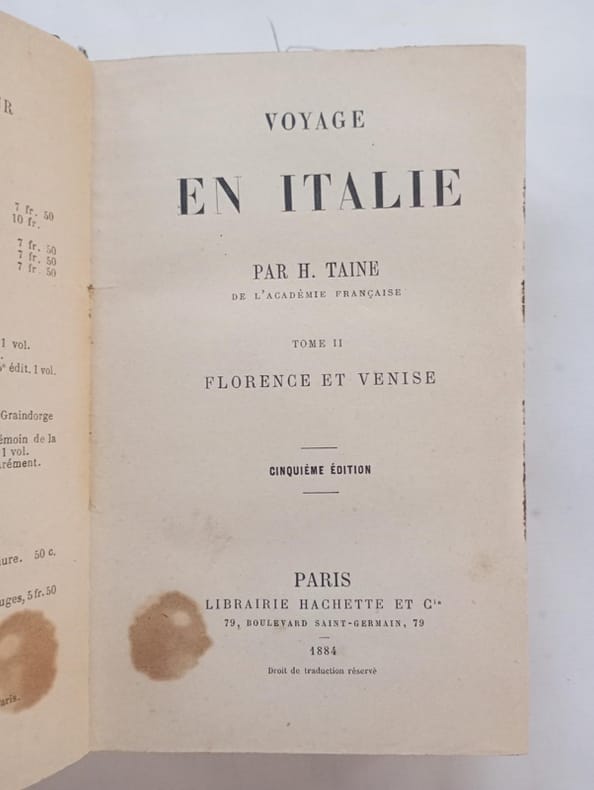 7 fr. 50
10 fr.
7 fr. 50
7 fr. 50
7 fr. 50
1 vol.
édit. 1 vol.
Graindorge
de la
1 vol.
50 c.
5 fr. 50
VOYAGE
EN ITALIE
PAR H. TAINE
DE L'ACADÉMIE FRANÇAISE
TOME II
FLORENCE ET VENISE
CINQUIÈME ÉDITION
PARIS
LIBRAIRIE HACHETTE ET Cie
79, BOULEVARD SAINT-GERMAIN, 79
1884
Droit de traduction réservé